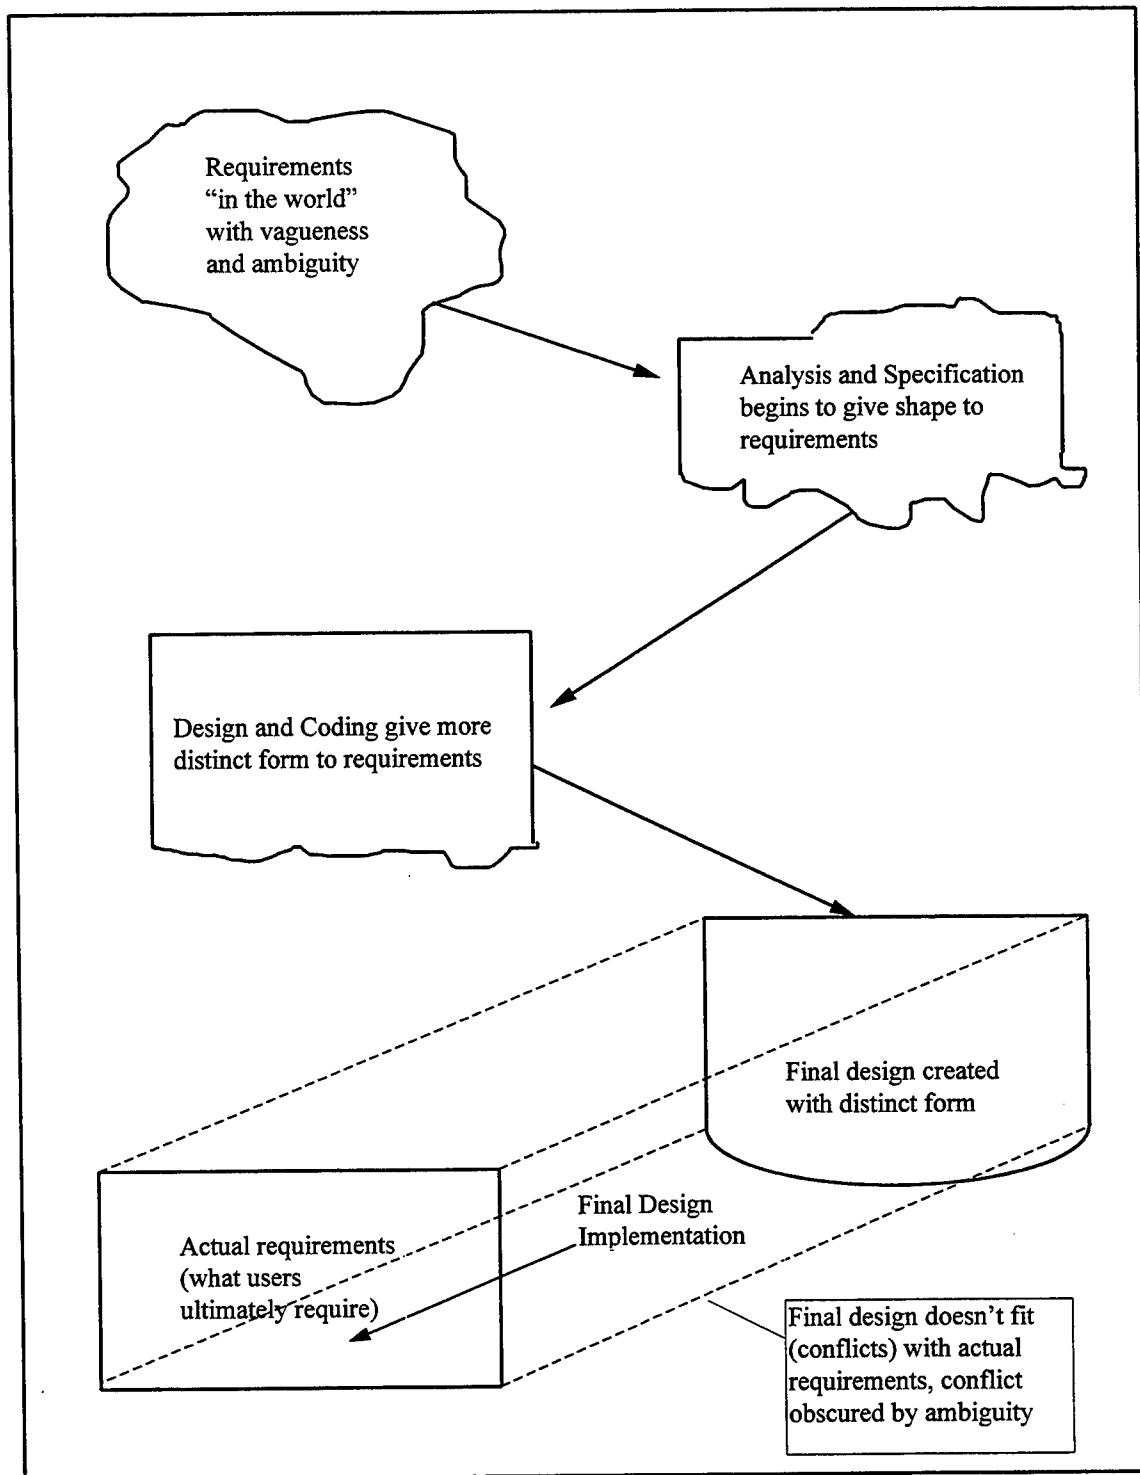 Requirements
“in the world”
with vagueness
and ambiguity
Analysis and Specification
begins to give shape to
requirements
Design and Coding give more
distinct form to requirements
Final design created
with distinct form
Final Design
Implementation
Actual requirements
(what users
ultimately require)
Final design doesn’t fit
(conflicts) with actual
requirements, conflict
obscured by ambiguity